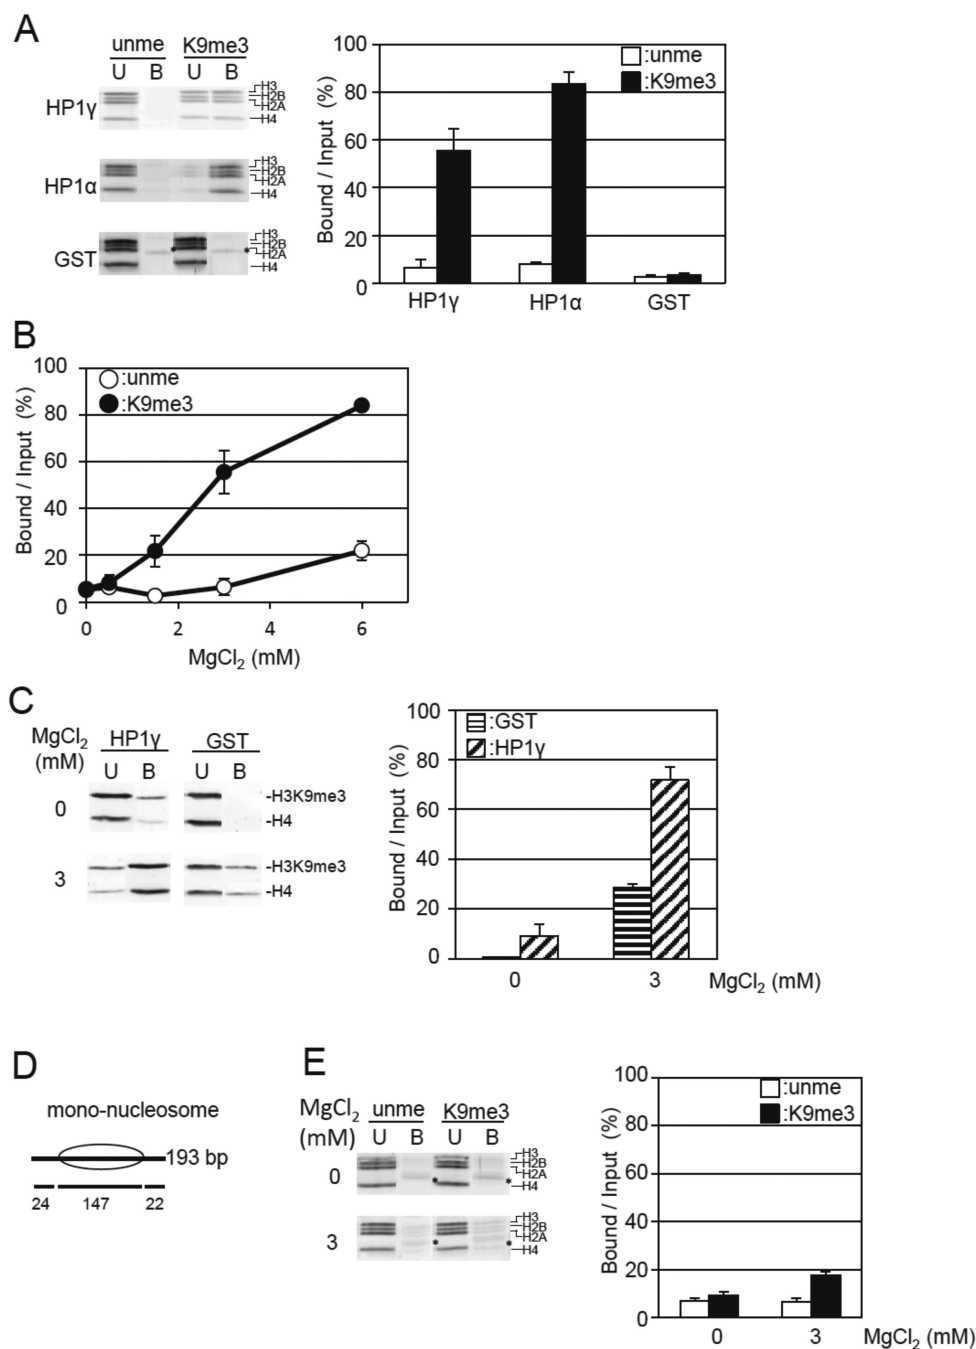 A
unme K9me3
U B U B
HP1γ
H3
H2B
H2A
H4
HP1α
H3
H2B
H2A
H4
GST
H3
H2B
* *
H2A
H4
Bound / Input (%)
100
80
60
40
20
0
:unme
:K9me3
HP1γ HP1α GST
B
Bound / Input (%)
100
80
60
40
20
0
:unme
:K9me3
0 2 4 6
MgCl2 (mM)
C
MgCl2
(mM)
HP1γ GST
U B U B
0
-H3K9me3
-H4
3
-H3K9me3
-H4
Bound / Input (%)
100
80
60
40
20
0
:GST
:HP1γ
0 3 MgCl2 (mM)
D
mono-nucleosome
193 bp
24 147 22
E
MgCl2
(mM)
unme K9me3
U B U B
0
H3
H2B
H2A
* *
H4
3
H3
H2B
H2A
* *
H4
Bound / Input (%)
100
80
60
40
20
0
:unme
:K9me3
0 3 MgCl2 (mM)